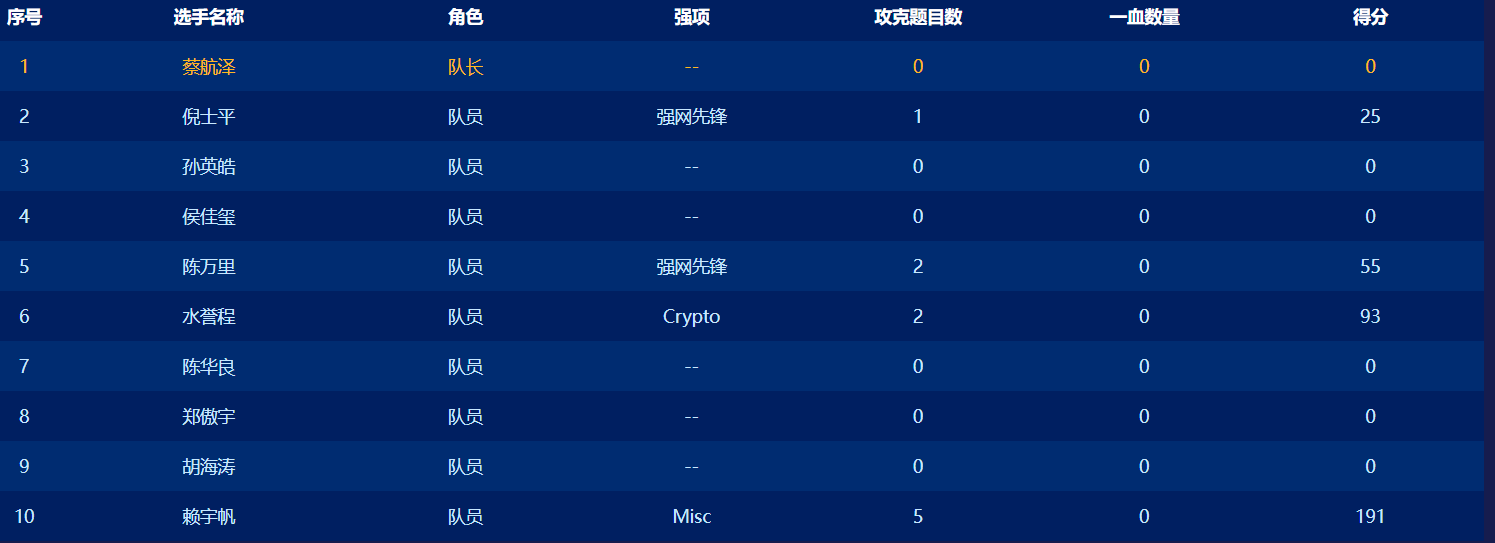 序号 选手名称 角色 强项 攻克题目数 一血数量 得分
1 蔡航泽 队长 -- 0 0 0
2 倪士平 队员 强网先锋 1 0 25
3 孙英皓 队员 -- 0 0 0
4 侯佳玺 队员 -- 0 0 0
5 陈万里 队员 强网先锋 2 0 55
6 水誉程 队员 Crypto 2 0 93
7 陈华良 队员 -- 0 0 0
8 郑傲宇 队员 -- 0 0 0
9 胡海涛 队员 -- 0 0 0
10 赖宇帆 队员 Misc 5 0 191